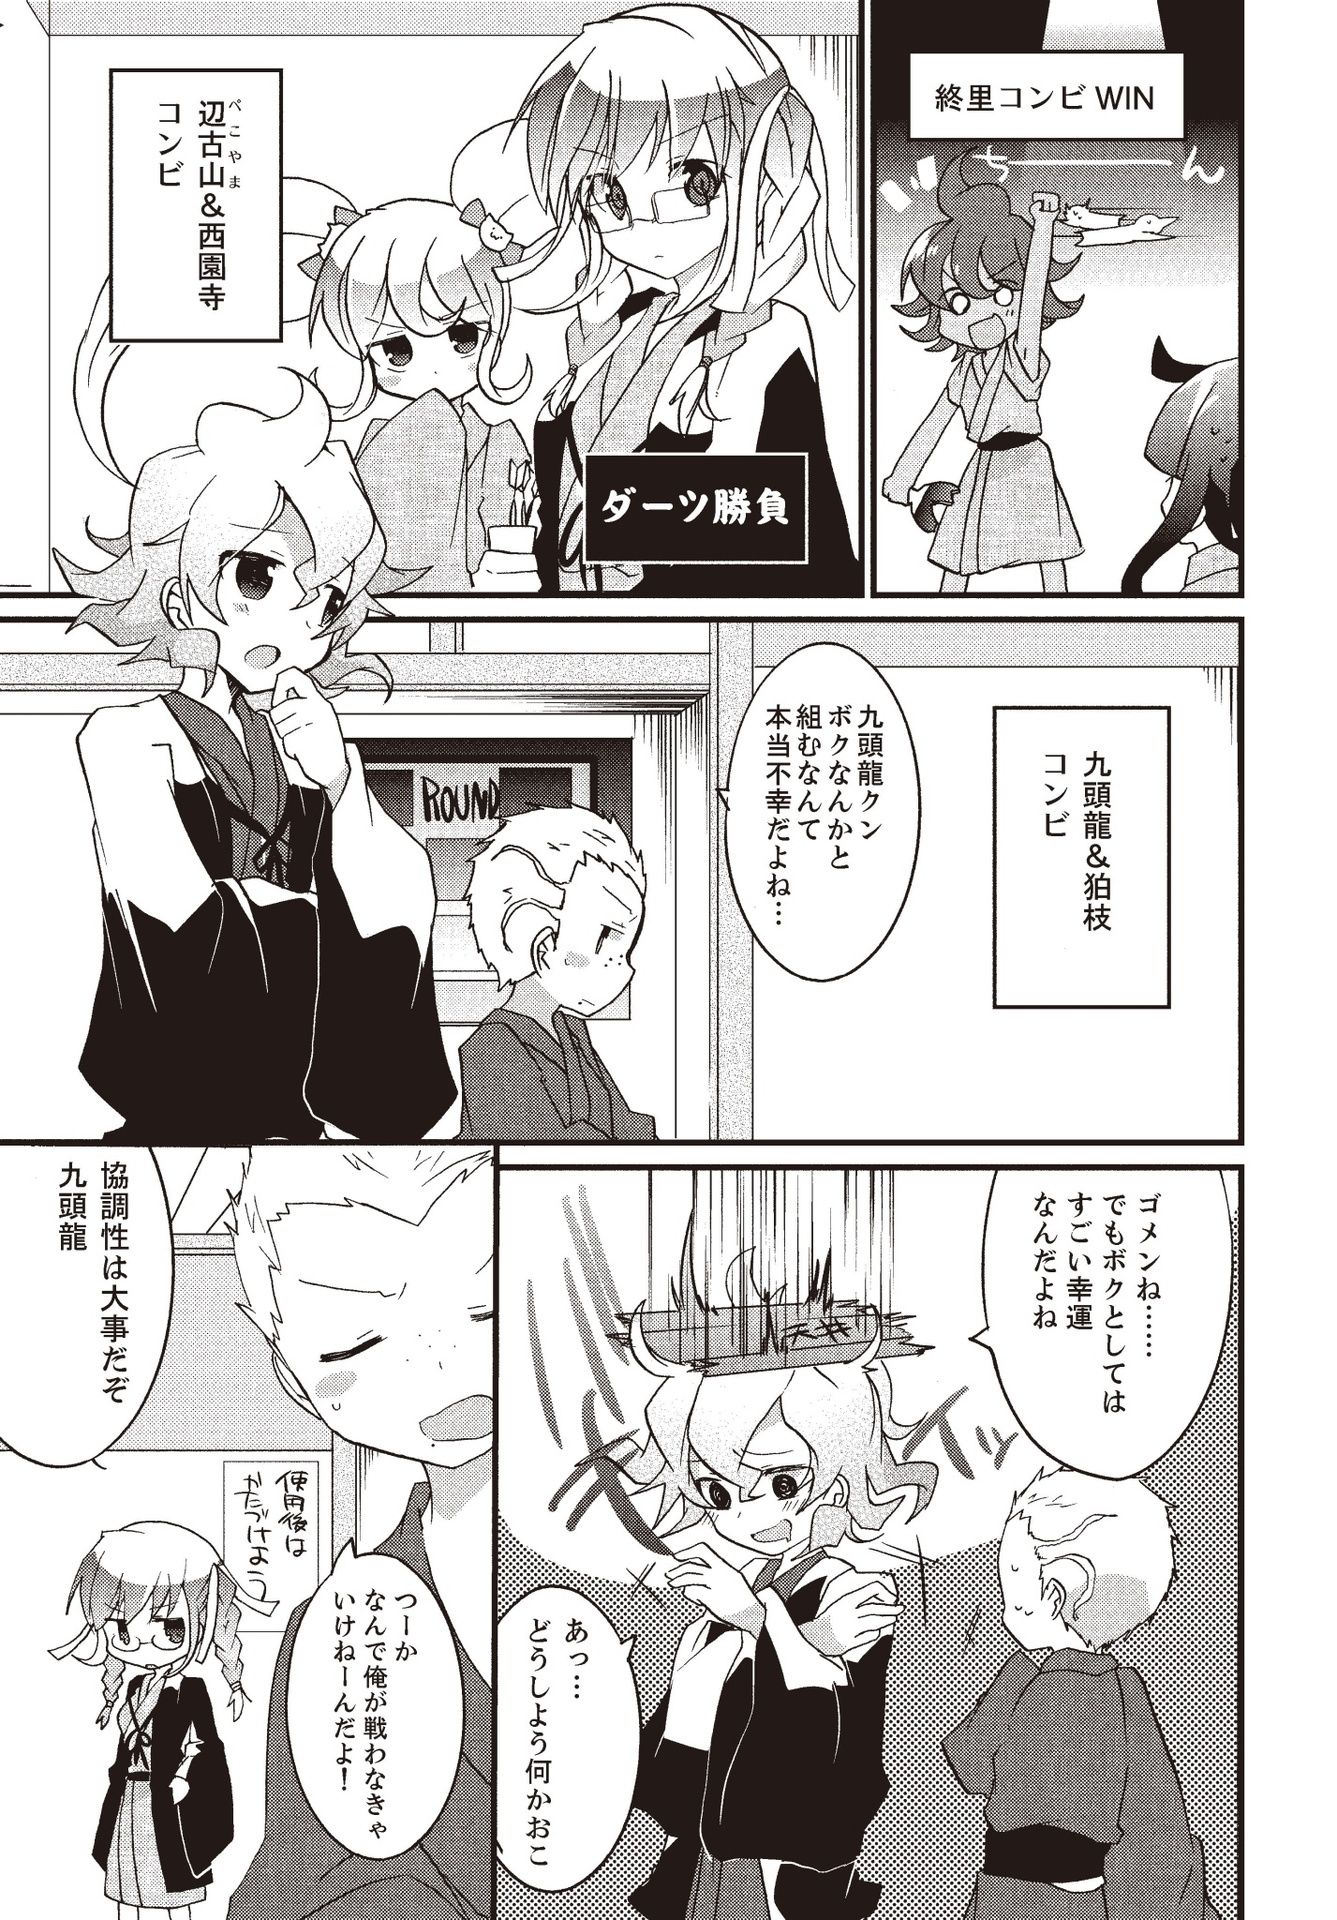 終里コンビ WIN
ちーーん
ダーツ勝負
べこやま
辺古山&西園寺
コンビ
九頭龍&狛枝
コンビ
九頭龍クン
ボクなんかと
組むなんて
本当不幸だよね…
ROUND
ゴメンね……
でもボクとしては
すごい幸運
なんだよね
天井
あっ…
どうしよう何かおこ
つーか
なんで俺が戦わなきゃ
いけねーんだよ!
協調性は大事だぞ
九頭龍
使用後は
かたづけよう